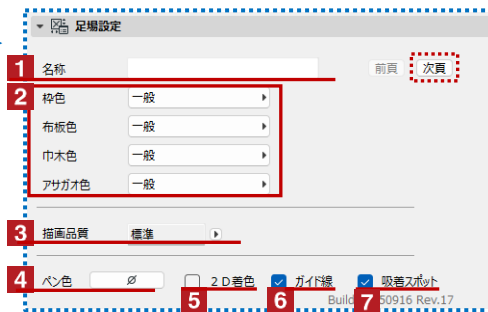 足場設定
1 名称 前頁 次頁
2 枠色 一般
布板色 一般
巾木色 一般
アサガオ色 一般
3 描画品質 標準
4 ペン色 Ø 2D着色 ガイド線 吸着スポット
5 6 7
Build 50916 Rev.17